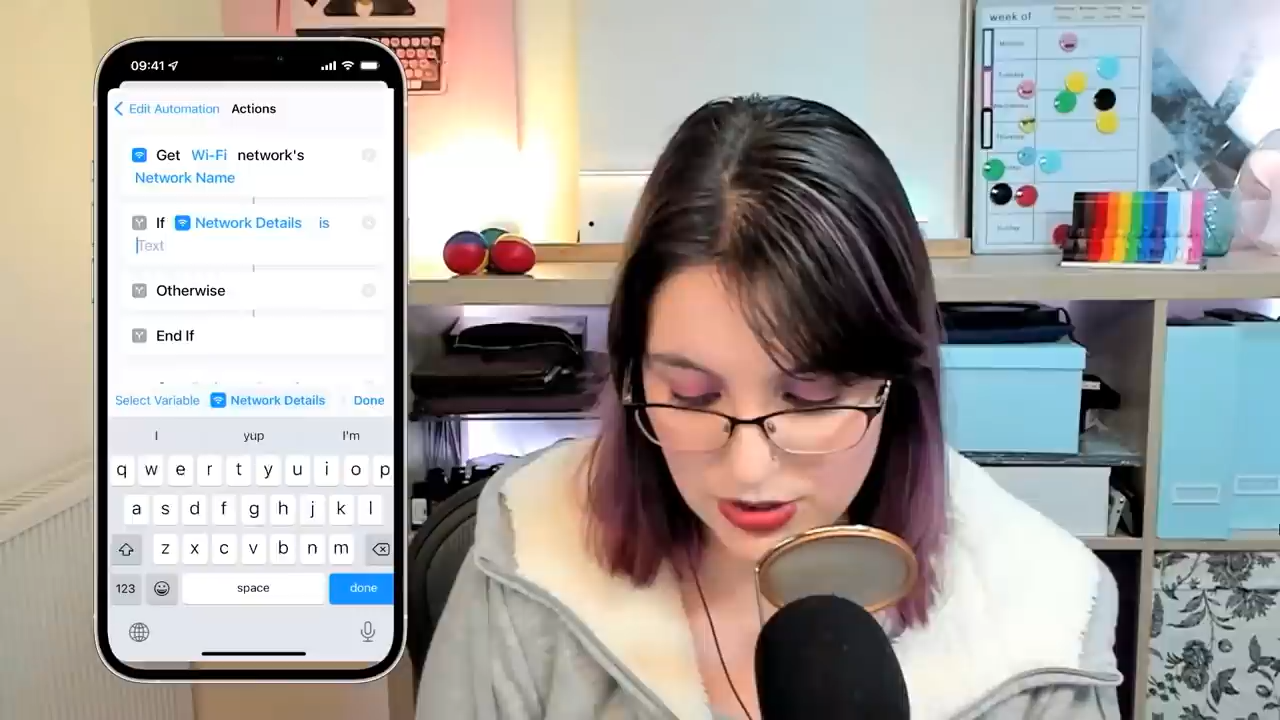 09:41
Edit Automation
Actions
Get Wi-Fi network's
Network Name
If Network Details is
Text
Otherwise
End If
Select Variable Network Details Done
I yup I'm
q w e r t y u i o p
a s d f g h j k l
z x c v b n m
123 space done
week of